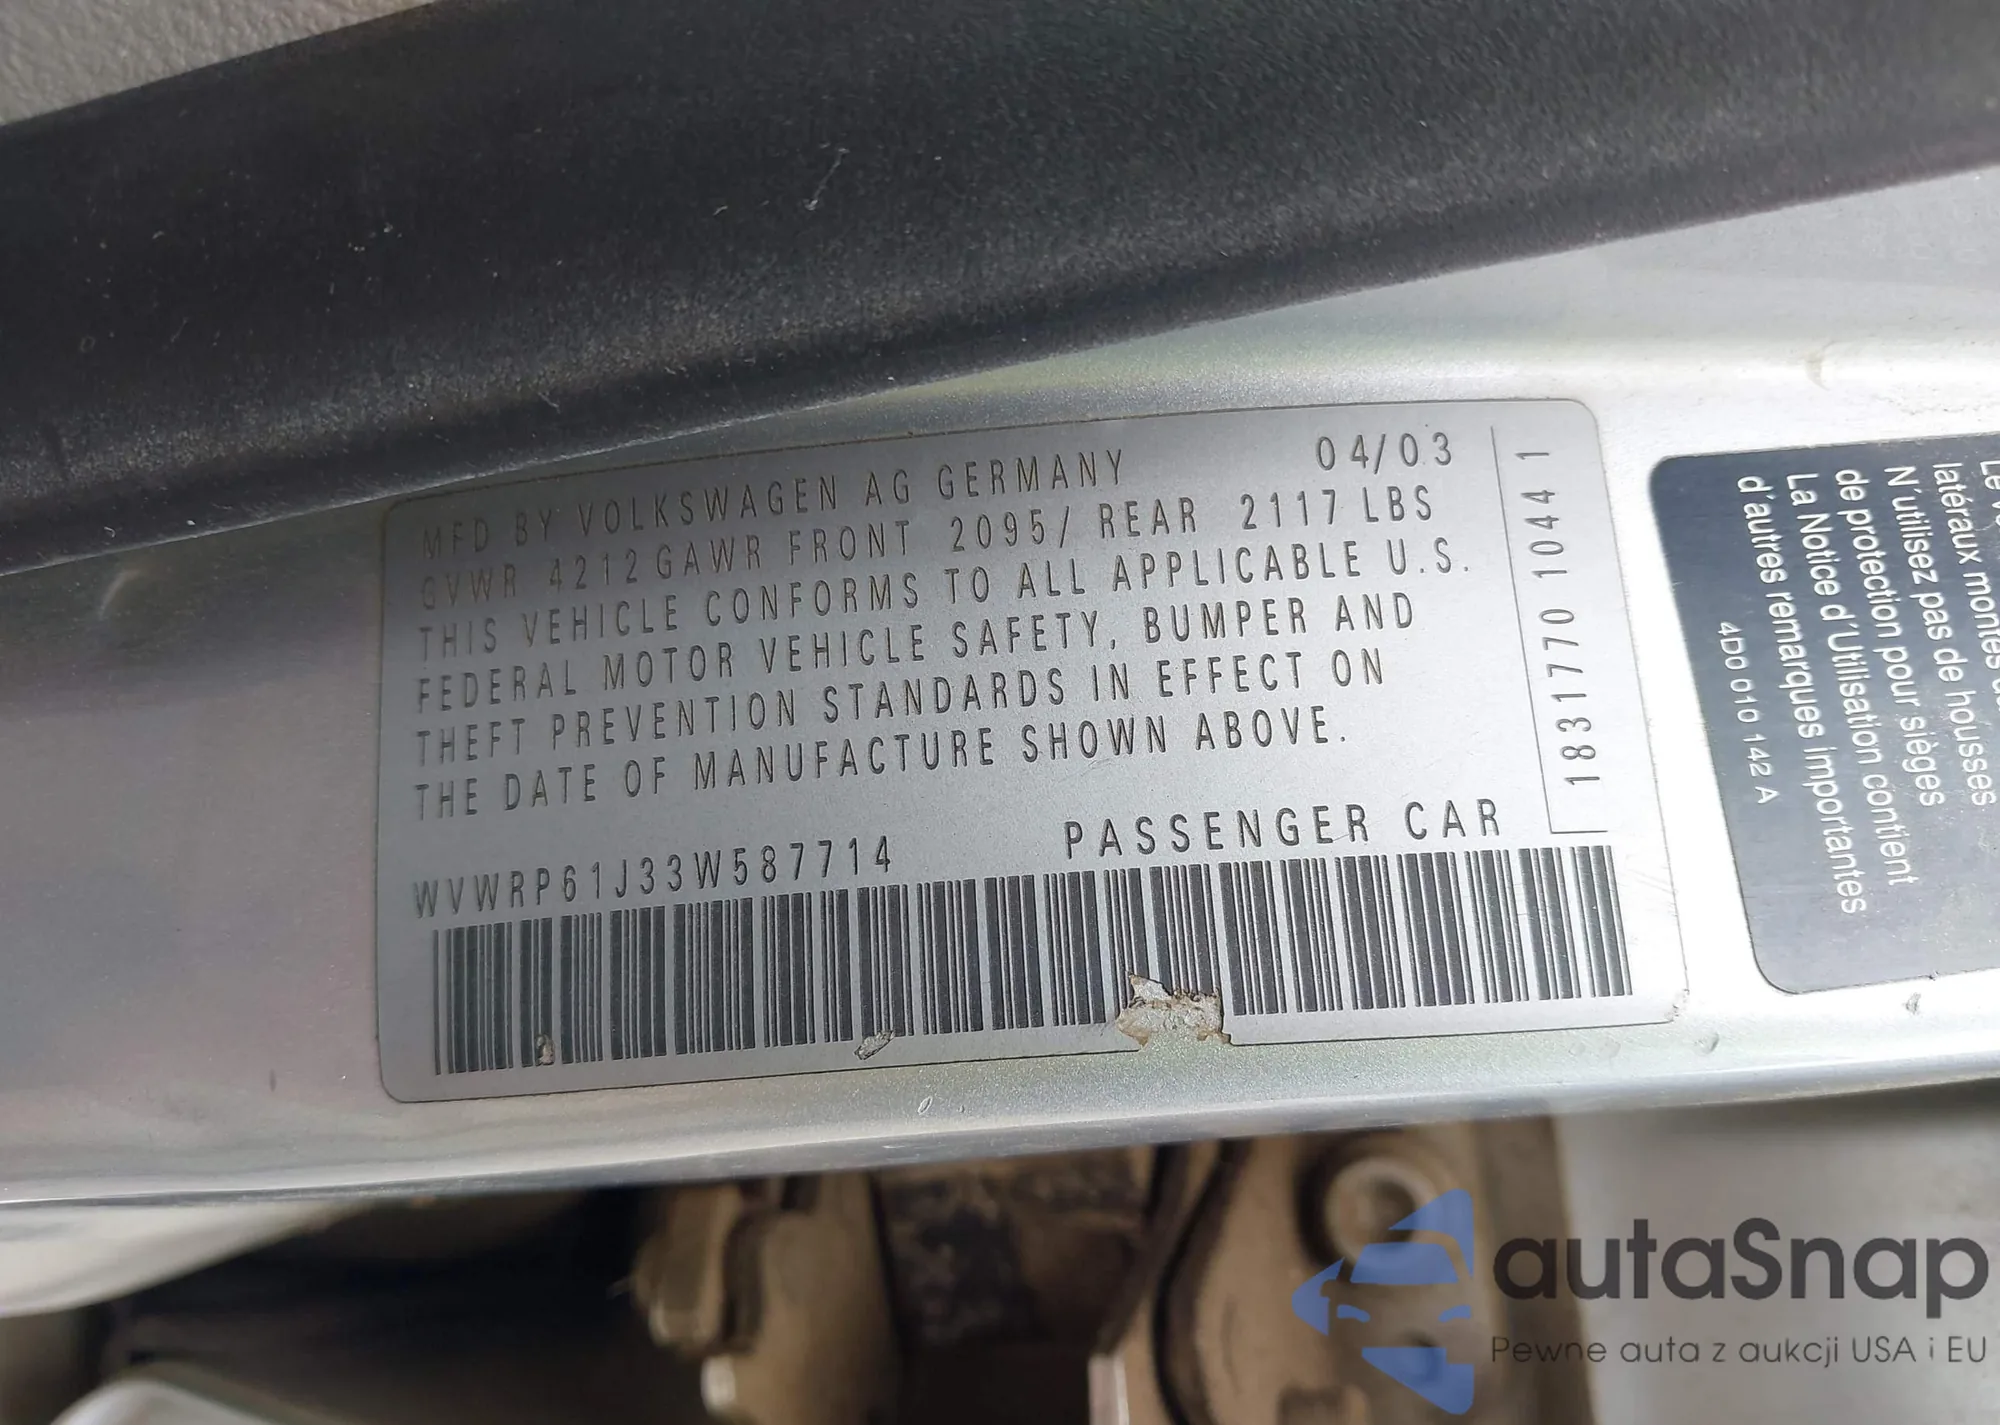 MFD BY VOLKSWAGEN AG GERMANY 04/03
GVWR 4212 GAWR FRONT 2095/ REAR 2117 LBS
THIS VEHICLE CONFORMS TO ALL APPLICABLE U.S.
FEDERAL MOTOR VEHICLE SAFETY, BUMPER AND
THEFT PREVENTION STANDARDS IN EFFECT ON
THE DATE OF MANUFACTURE SHOWN ABOVE.
WVWRP61J33W587714 PASSENGER CAR
1831770 1044 1
latéraux montés
N'utilisez pas de housses
de protection pour sièges
La Notice d'Utilisation contient
d'autres remarques importantes
4D0 010 142 A
autaSnap
Pewne auta z aukcji USA i EU